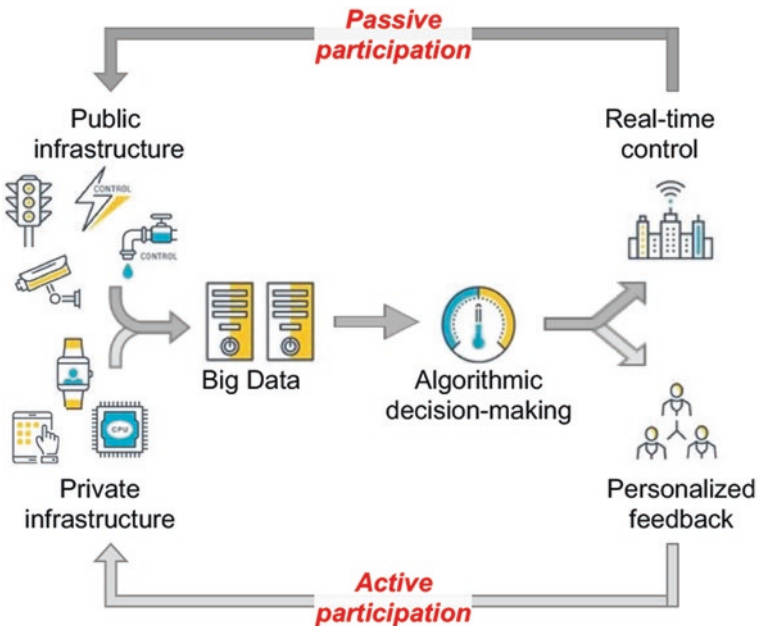 Passive
participation
Public
infrastructure
Real-time
control
CONTROL
CONTROL
Big Data
Algorithmic
decision-making
CPU
Private
infrastructure
Personalized
feedback
Active
participation